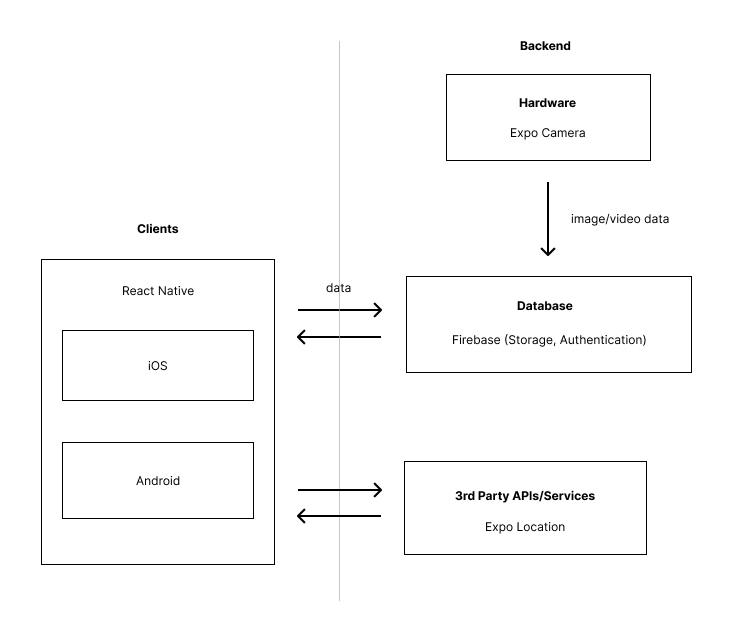 Backend
Hardware
Expo Camera
image/video data
Clients
React Native
iOS
Android
data
Database
Firebase (Storage, Authentication)
3rd Party APIs/Services
Expo Location